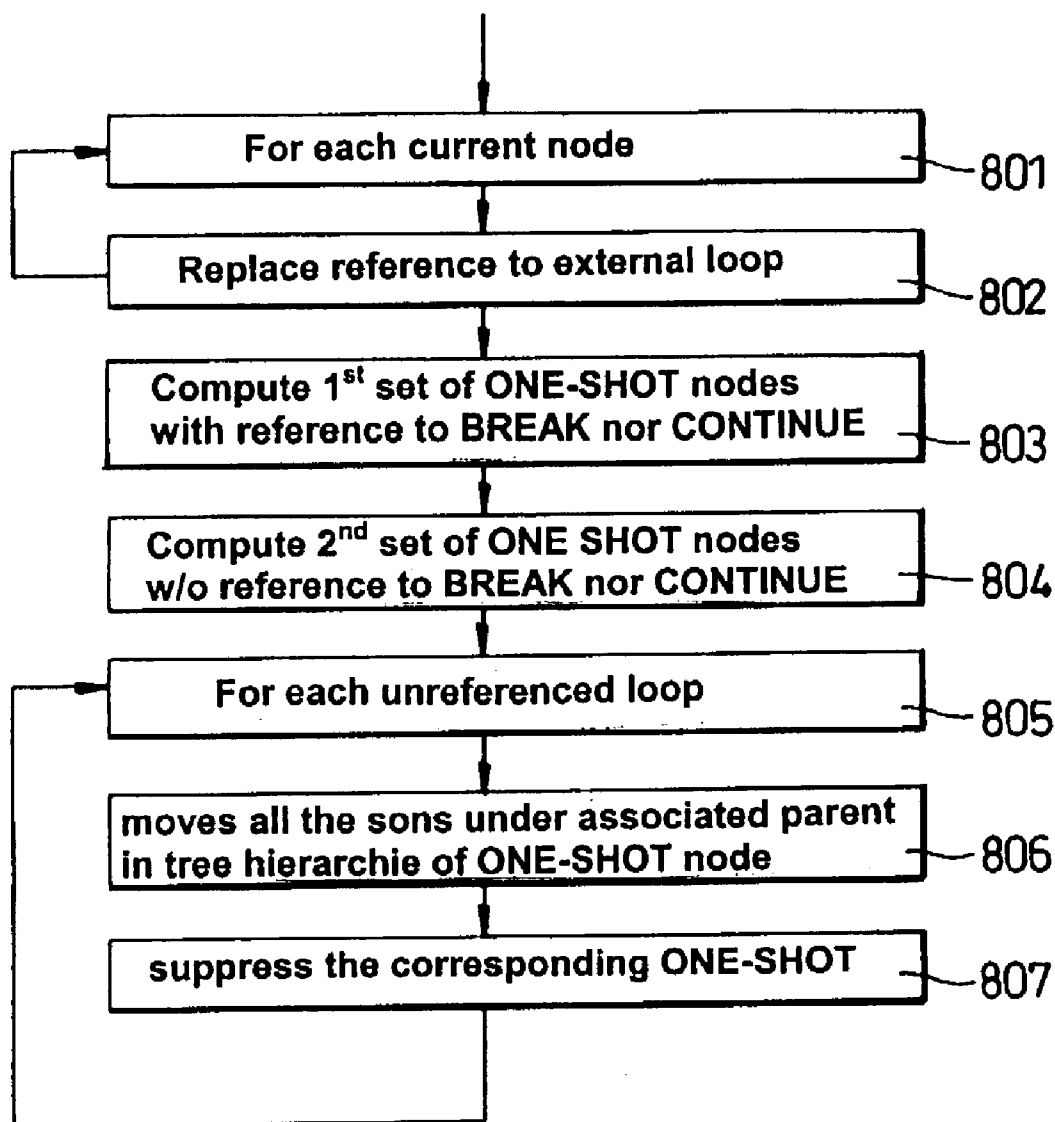 For each current node
801
Replace reference to external loop
802
Compute 1st set of ONE-SHOT nodes
with reference to BREAK nor CONTINUE
803
Compute 2nd set of ONE SHOT nodes
w/o reference to BREAK nor CONTINUE
804
For each unreferenced loop
805
moves all the sons under associated parent
in tree hierarchie of ONE-SHOT node
806
suppress the corresponding ONE-SHOT
807